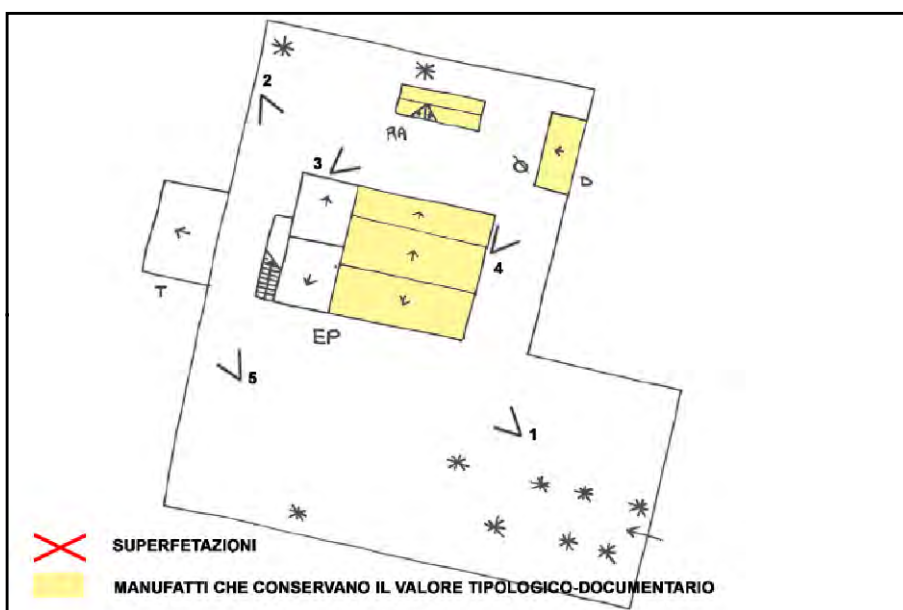 2
RA
3
D
4
T
EP
5
1
SUPERFETAZIONI
MANUFATTI CHE CONSERVANO IL VALORE TIPOLOGICO-DOCUMENTARIO